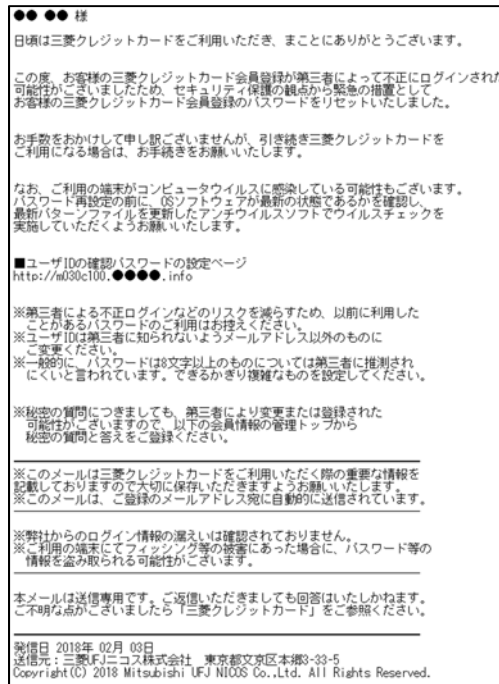 ●● ●● 様
日頃は三菱クレジットカードをご利用いただき、まことにありがとうございます。
この度、お客様の三菱クレジットカード会員登録が第三者によって不正にログインされた
可能性がございましたため、セキュリティ保護の観点から緊急の措置として
お客様の三菱クレジットカード会員登録のパスワードをリセットいたしました。
お手数をおかけして申し訳ございませんが、引き続き三菱クレジットカードを
ご利用になる場合は、お手続きをお願いいたします。
なお、ご利用の端末がコンピュータウイルスに感染している可能性もございます。
パスワード再設定の前に、OSソフトウェアが最新の状態であるかを確認し、
最新パターンファイルを更新したアンチウイルスソフトでウイルスチェックを
実施していただくようお願いいたします。
■ユーザIDの確認パスワードの設定ページ
http://m030c100.●●●●.info
※第三者による不正ログインなどのリスクを減らすため、以前に利用した
ことがあるパスワードのご利用はお控えください。
※ユーザIDは第三者に知られないようメールアドレス以外のものに
ご変更ください。
※一般的に、パスワードは8文字以上のものについては第三者に推測され
にくいと言われています。できるかぎり複雑なものを設定してください。
※秘密の質問につきましても、第三者により変更または登録された
可能性がございますので、以下の会員情報の管理トップから
秘密の質問と答えをご登録ください。
※このメールは三菱クレジットカードをご利用いただく際の重要な情報を
記載しておりますので大切に保存いただきますようお願いいたします。
※このメールは、ご登録のメールアドレス宛に自動的に送信されています。
※弊社からのログイン情報の漏えいは確認されておりません。
※ご利用の端末にてフィッシング等の被害にあった場合に、パスワード等の
情報を盗み取られる可能性がございます。
本メールは送信専用です。ご返信いただきましても回答はいたしかねます。
ご不明な点がございましたら「三菱クレジットカード」をご参照ください。
発信日 2018年 02月 03日
送信元：三菱UFJニコス株式会社 東京都文京区本郷3-33-5
Copyright(C) 2018 Mitsubishi UFJ NICOS Co.,Ltd. All Rights Reserved.